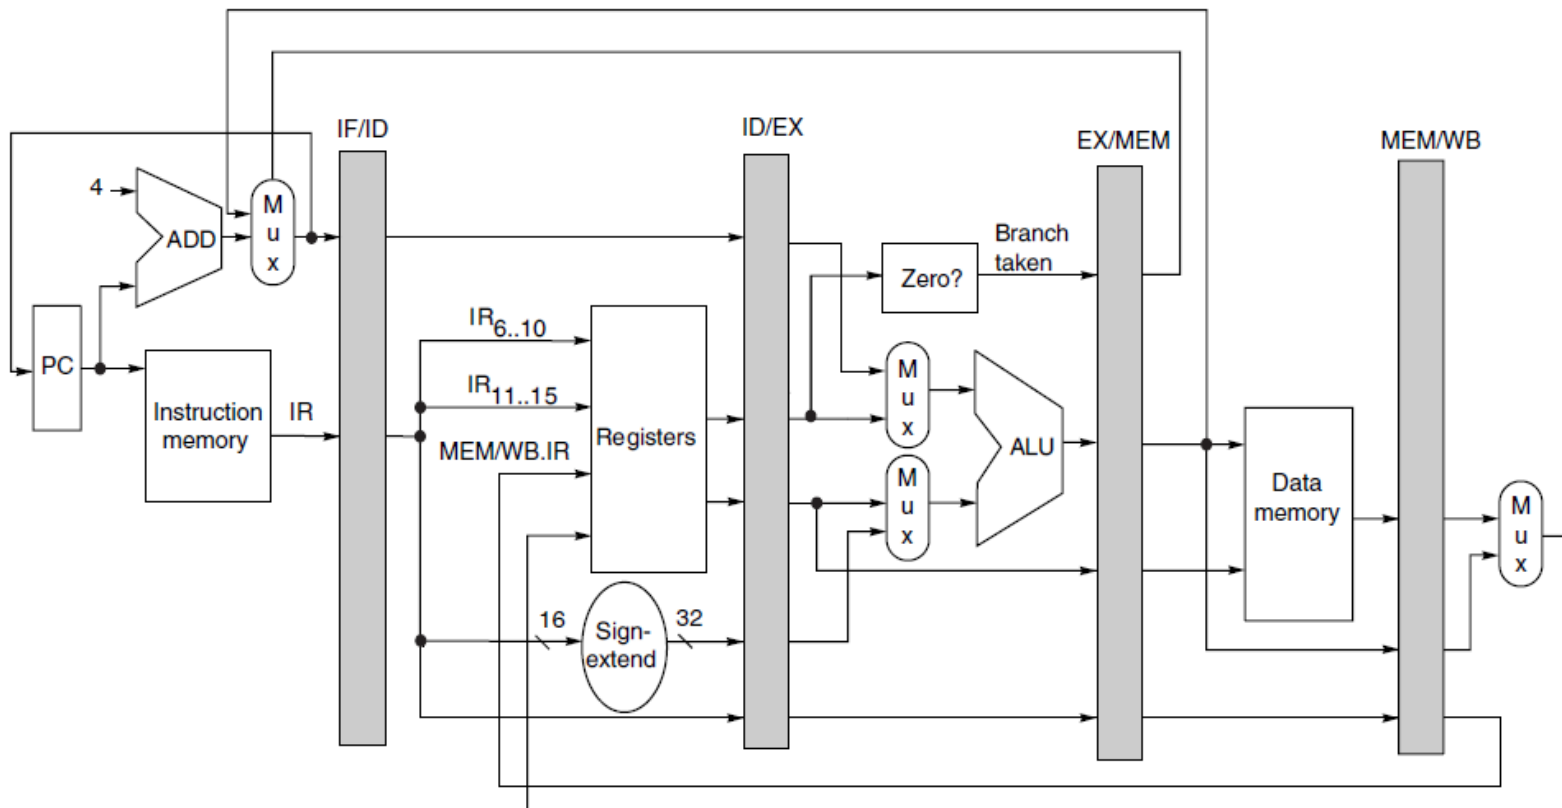 IF/ID
ID/EX
EX/MEM
MEM/WB
4
ADD
M
u
x
PC
Instruction
memory
IR
IR6..10
IR11..15
MEM/WB.IR
Registers
16
Sign-
extend
32
Zero?
Branch
taken
M
u
x
M
u
x
ALU
Data
memory
M
u
x